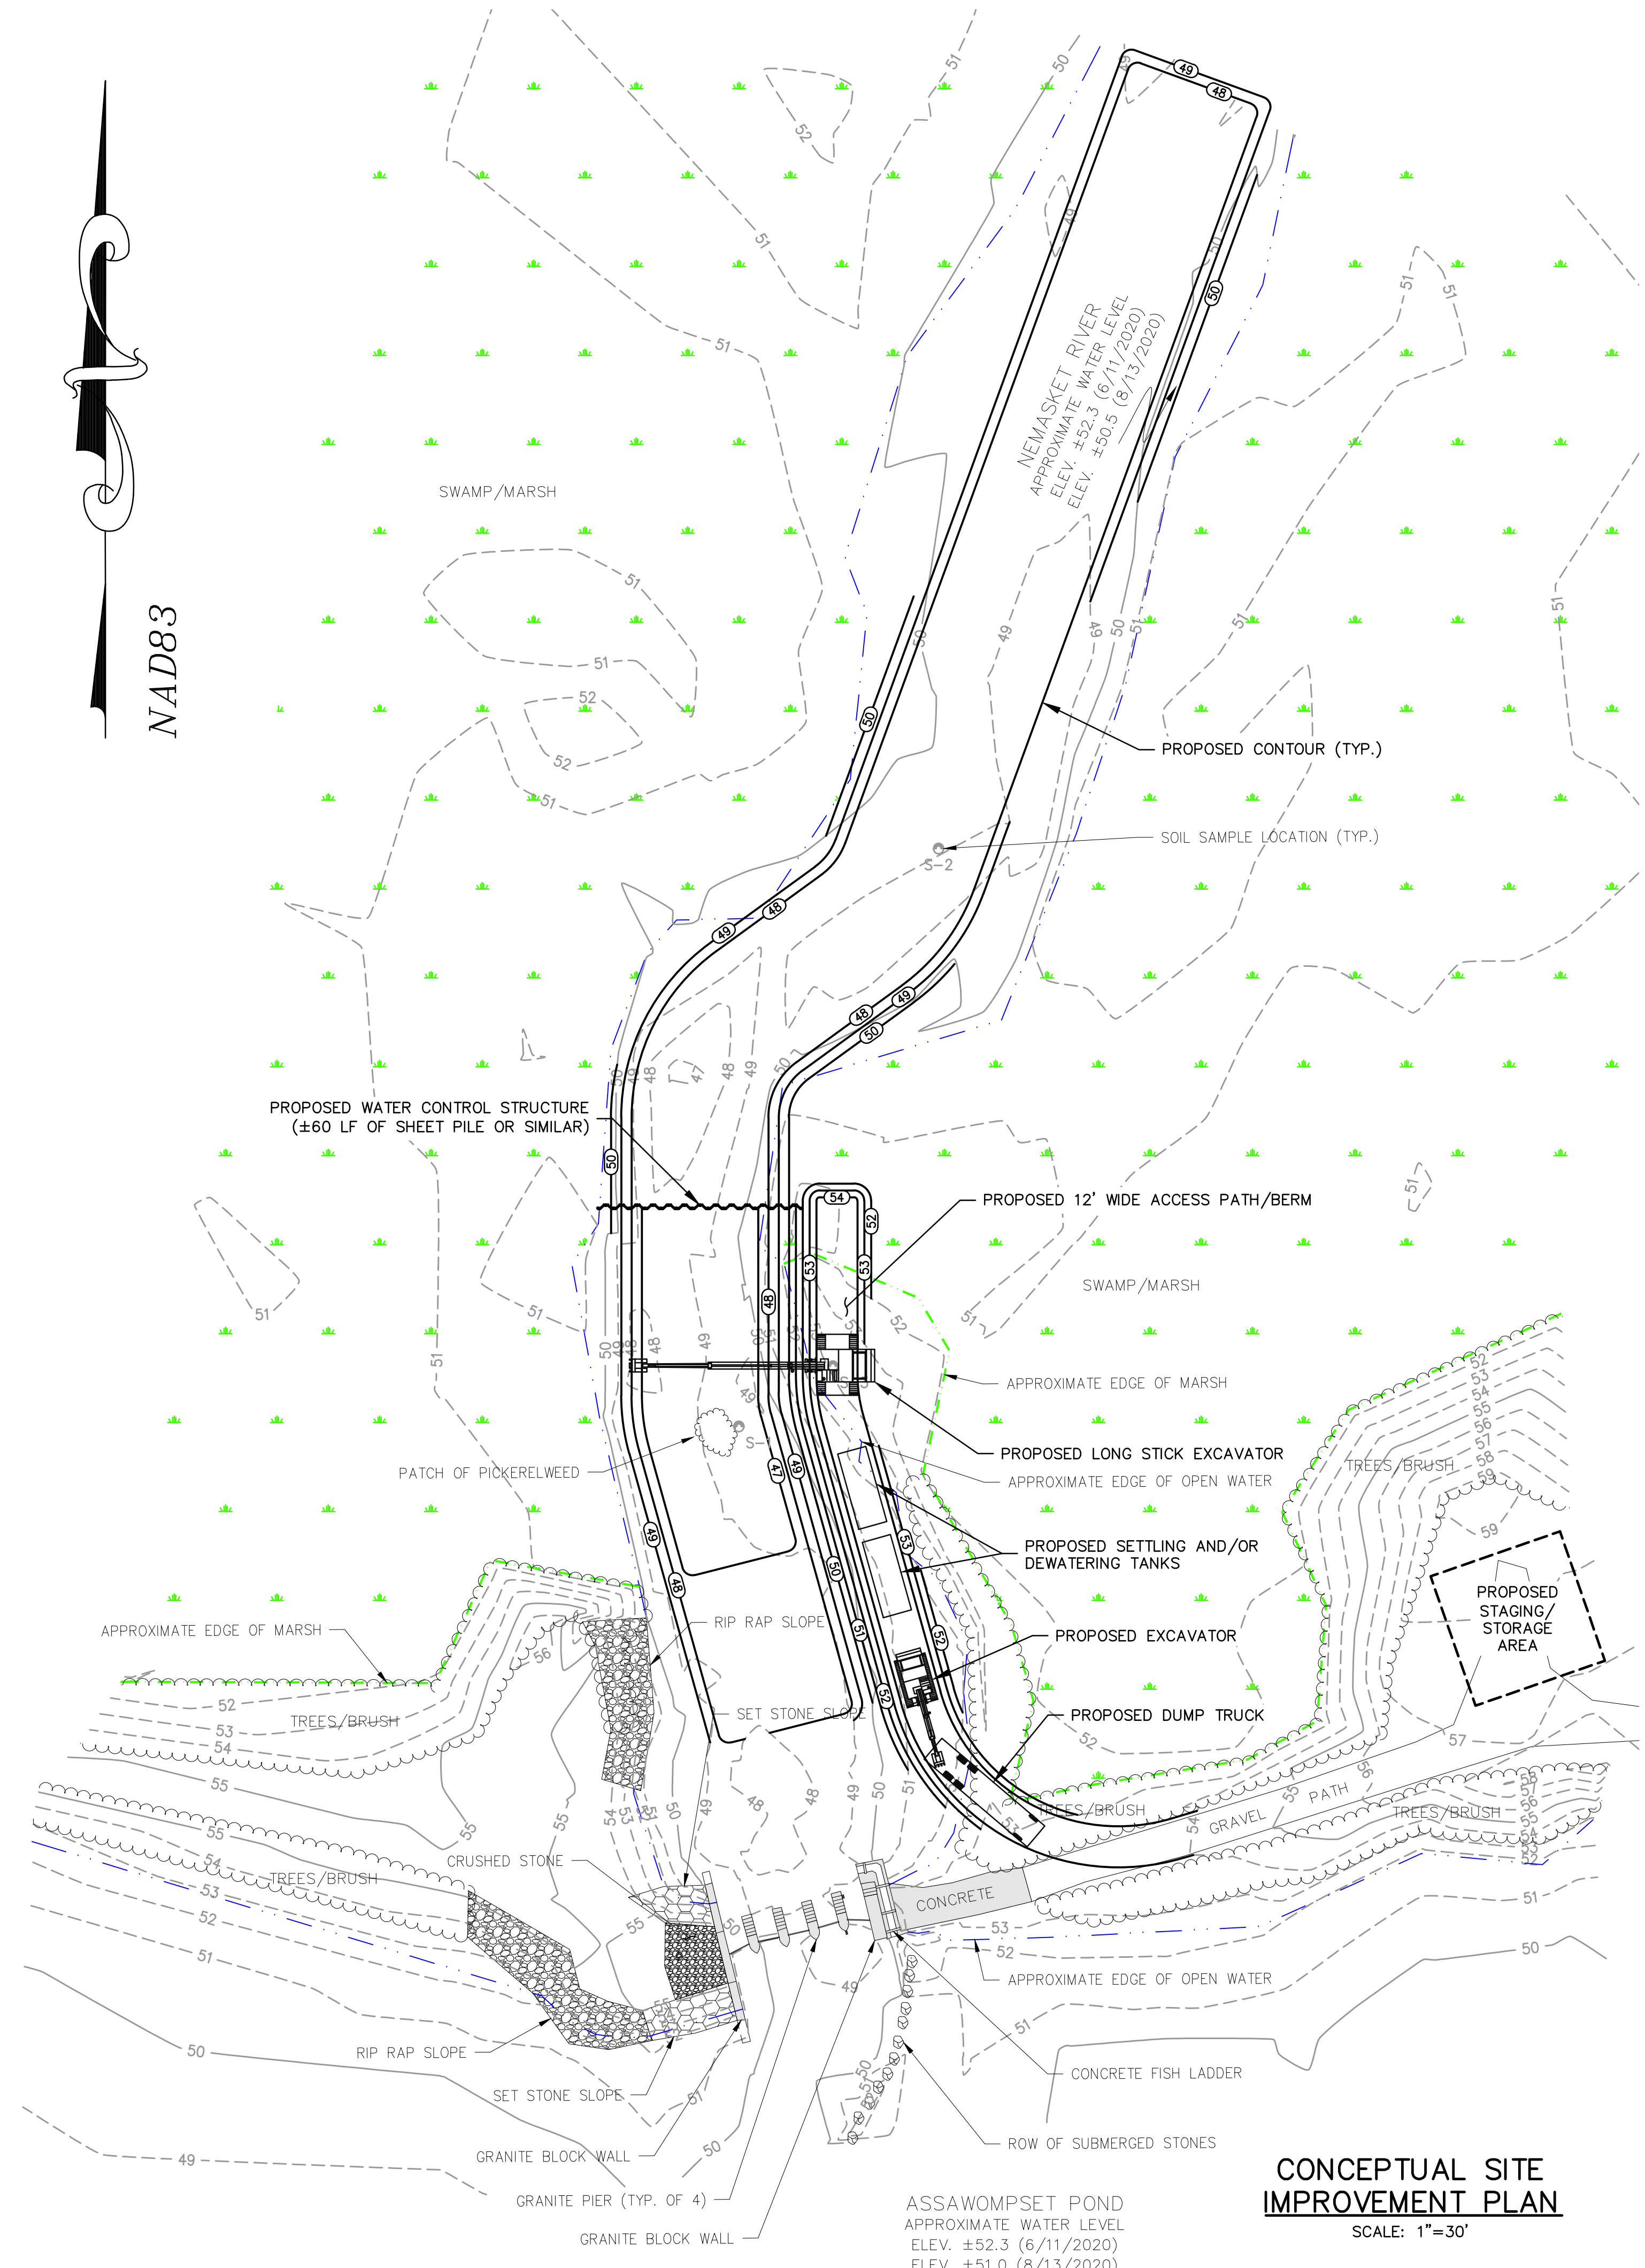 NAD83
SWAMP/MARSH
NEMASKET RIVER
APPROXIMATE WATER LEVEL
ELEV. ±52.3 (6/11/2020)
ELEV. ±50.5 (8/13/2020)
PROPOSED CONTOUR (TYP.)
SOIL SAMPLE LOCATION (TYP.)
S-2
PROPOSED WATER CONTROL STRUCTURE
(±60 LF OF SHEET PILE OR SIMILAR)
PROPOSED 12' WIDE ACCESS PATH/BERM
SWAMP/MARSH
APPROXIMATE EDGE OF MARSH
S-1
PROPOSED LONG STICK EXCAVATOR
PATCH OF PICKERELWEED
APPROXIMATE EDGE OF OPEN WATER
TREES/BRUSH
PROPOSED SETTLING AND/OR
DEWATERING TANKS
PROPOSED
STAGING/
STORAGE
AREA
APPROXIMATE EDGE OF MARSH
RIP RAP SLOPE
PROPOSED EXCAVATOR
TREES/BRUSH
SET STONE SLOPE
PROPOSED DUMP TRUCK
TREES/BRUSH
GRAVEL PATH
TREES/BRUSH
CRUSHED STONE
TREES/BRUSH
CONCRETE
APPROXIMATE EDGE OF OPEN WATER
RIP RAP SLOPE
CONCRETE FISH LADDER
SET STONE SLOPE
ROW OF SUBMERGED STONES
GRANITE BLOCK WALL
GRANITE PIER (TYP. OF 4)
GRANITE BLOCK WALL
ASSAWOMPSET POND
APPROXIMATE WATER LEVEL
ELEV. ±52.3 (6/11/2020)
ELEV. ±51.0 (8/13/2020)
CONCEPTUAL SITE
IMPROVEMENT PLAN
SCALE: 1"=30'